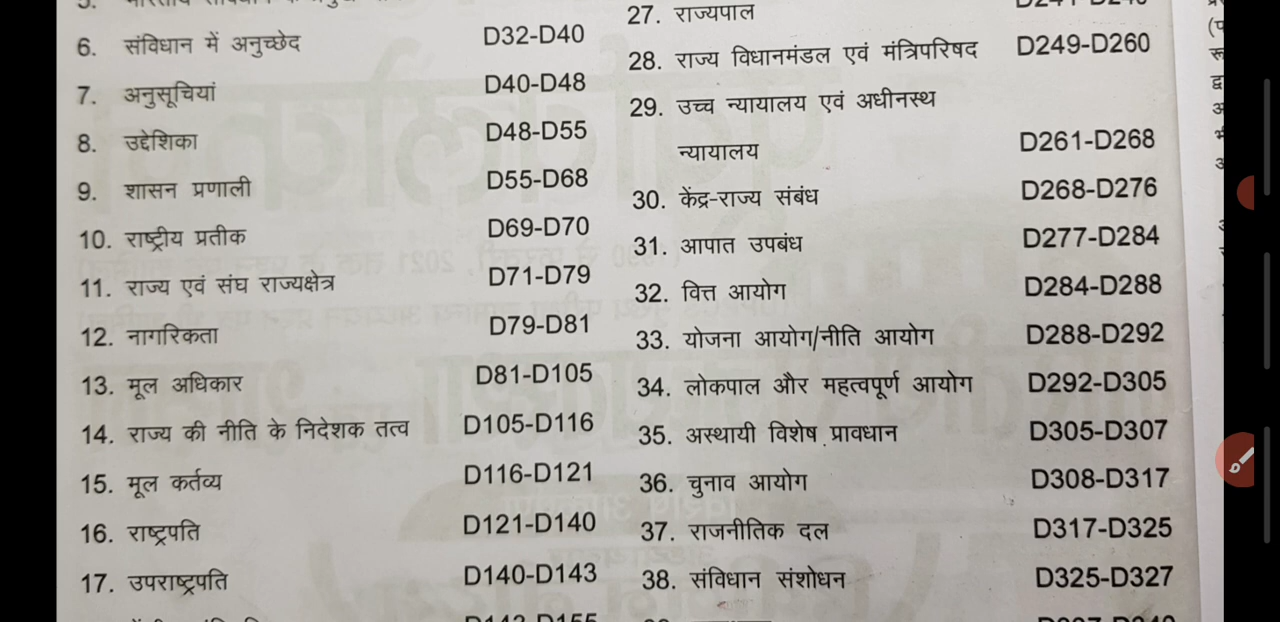 6. संविधान में अनुच्छेद D32-D40
7. अनुसूचियां D40-D48
8. उद्देशिका D48-D55
9. शासन प्रणाली D55-D68
10. राष्ट्रीय प्रतीक D69-D70
11. राज्य एवं संघ राज्यक्षेत्र D71-D79
12. नागरिकता D79-D81
13. मूल अधिकार D81-D105
14. राज्य की नीति के निदेशक तत्व D105-D116
15. मूल कर्तव्य D116-D121
16. राष्ट्रपति D121-D140
17. उपराष्ट्रपति D140-D143
27. राज्यपाल
28. राज्य विधानमंडल एवं मंत्रिपरिषद D249-D260
29. उच्च न्यायालय एवं अधीनस्थ
न्यायालय D261-D268
30. केंद्र-राज्य संबंध D268-D276
31. आपात उपबंध D277-D284
32. वित्त आयोग D284-D288
33. योजना आयोग/नीति आयोग D288-D292
34. लोकपाल और महत्वपूर्ण आयोग D292-D305
35. अस्थायी विशेष प्रावधान D305-D307
36. चुनाव आयोग D308-D317
37. राजनीतिक दल D317-D325
38. संविधान संशोधन D325-D327